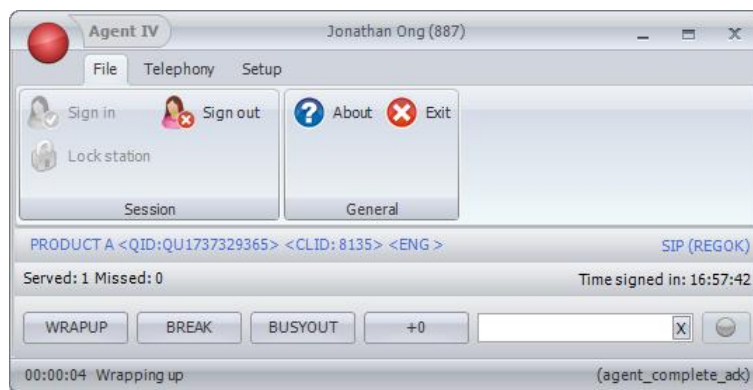 Agent IV Jonathan Ong (887)
File Telephony Setup
Sign in Sign out About Exit
Lock station
Session General
PRODUCT A <QID:QU1737329365> <CLID: 8135> <ENG > SIP (REGOK)
Served: 1 Missed: 0 Time signed in: 16:57:42
WRAPUP BREAK BUSYOUT +0 X
00:00:04 Wrapping up (agent_complete_ack)